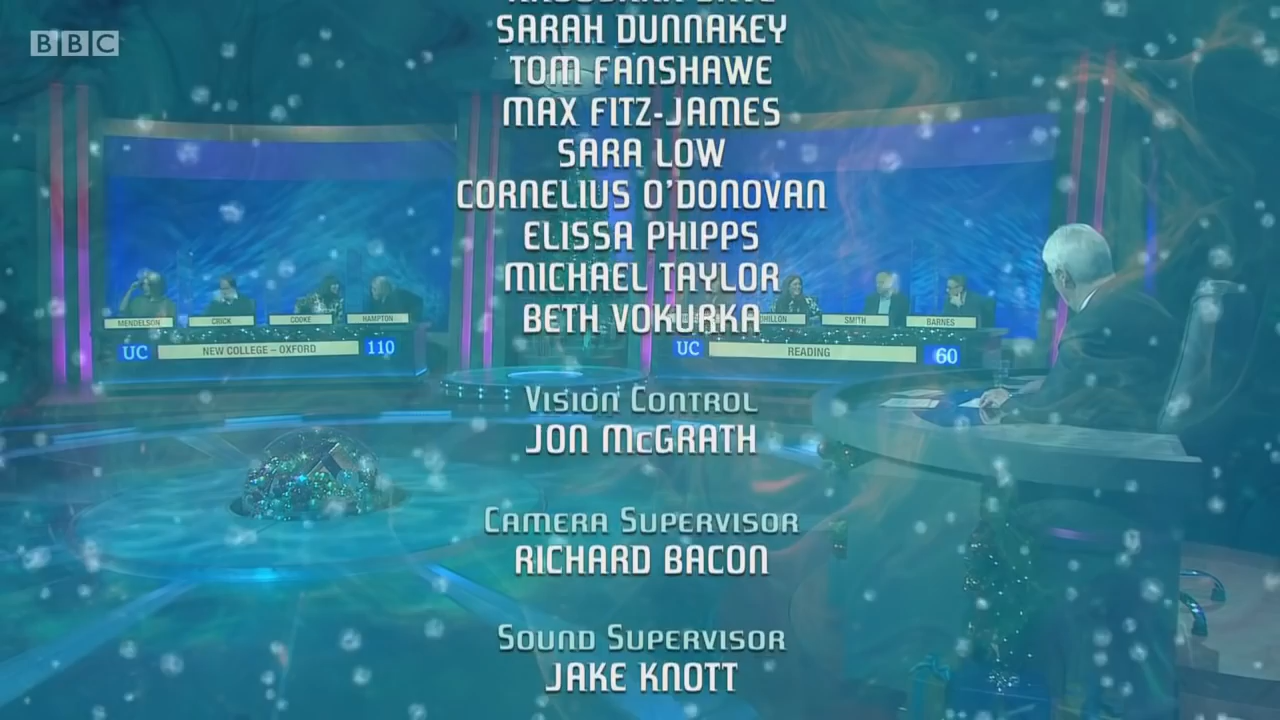 BBC
SARAH DUNNAKEY
TOM FANSHAWE
MAX FITZ-JAMES
SARA LOW
CORNELIUS O'DONOVAN
ELISSA PHIPPS
MICHAEL TAYLOR
BETH VOKURKA
MENDELSON CRICK COOKE HAMPTON
DHILLON SMITH BARNES
UC NEW COLLEGE – OXFORD 110
UC READING 60
VISION CONTROL
JON McGRATH
CAMERA SUPERVISOR
RICHARD BACON
SOUND SUPERVISOR
JAKE KNOTT